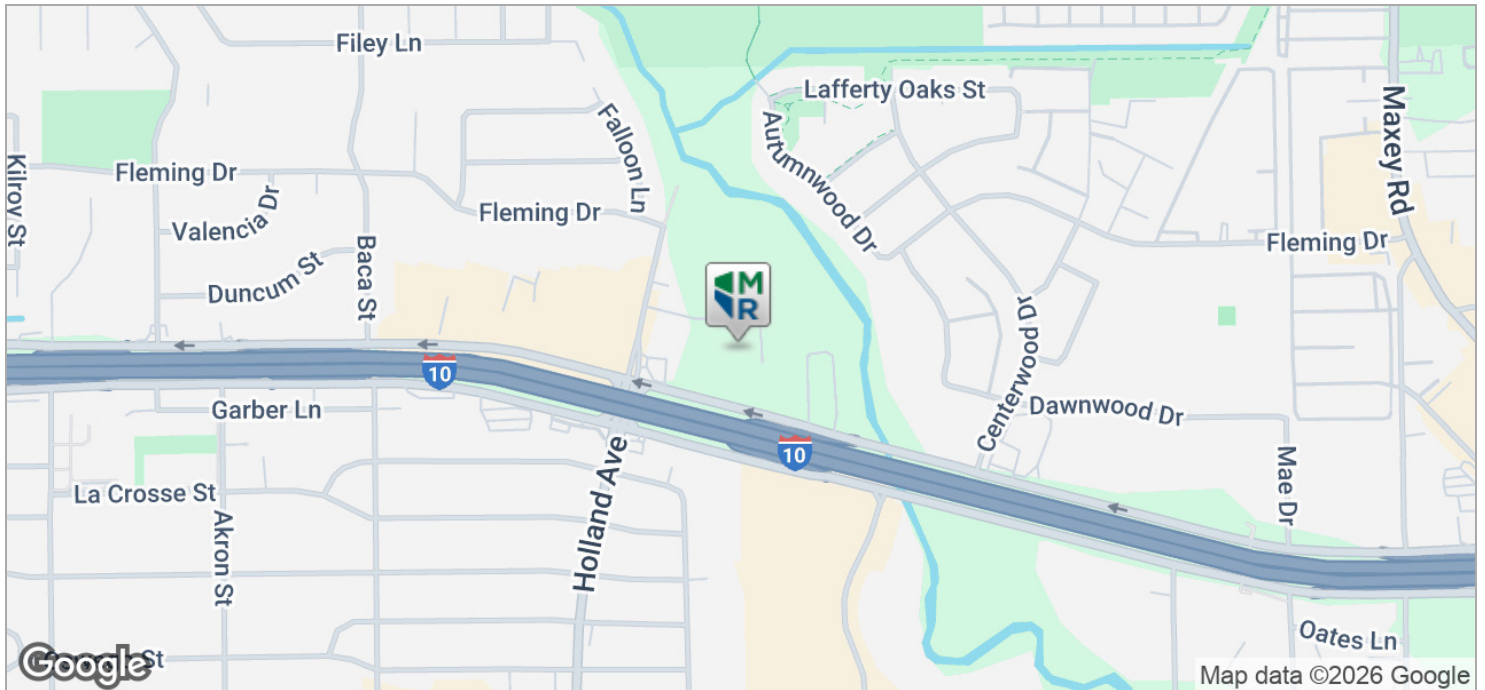 Filey Ln
Lafferty Oaks St
Maxey Rd
Falloon Ln
Autumnwood Dr
Kilroy St
Fleming Dr
Valencia Dr
Fleming Dr
Fleming Dr
Baca St
Duncum St
M
R
Centerwood Dr
10
Garber Ln
Dawnwood Dr
10
Holland Ave
Mae Dr
La Crosse St
Akron St
Oates Ln
St
Google
Map data ©2026 Google